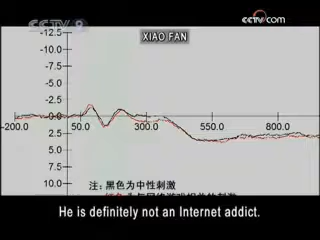 CCTV 9
CCTV.com
XIAO FAN
-12.5
-10.0
-7.5
-5.0
-2.5
-200.0 0.0 50.0 300.0 550.0 800.0
2.5
5.0
7.5
10.0
注：黑色为中性刺激
He is definitely not an Internet addict.